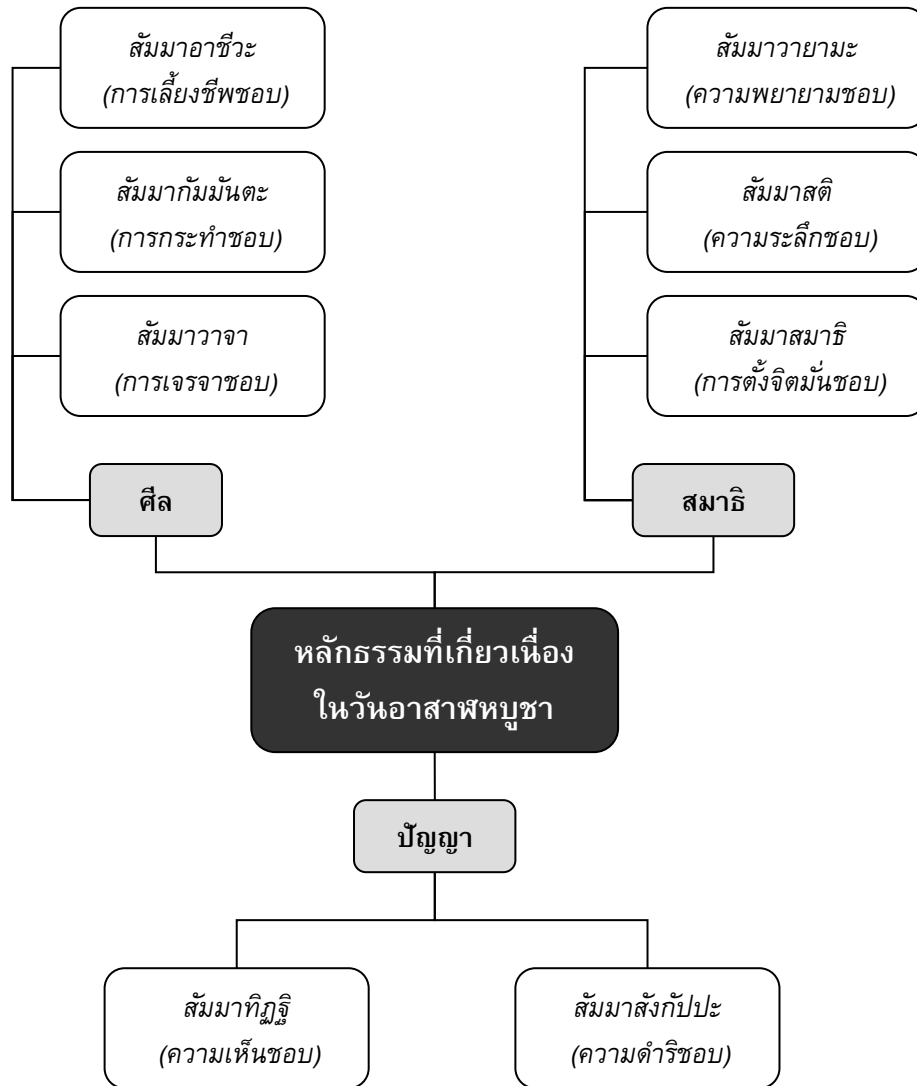 สัมมาอาชีวะ
(การเลี้ยงชีพชอบ)
สัมมาวายามะ
(ความพยายามชอบ)
สัมมากัมมันตะ
(การกระทำชอบ)
สัมมาสติ
(ความระลึกชอบ)
สัมมาวาจา
(การเจรจาชอบ)
สัมมาสมาธิ
(การตั้งจิตมั่นชอบ)
ศีล
สมาธิ
หลักธรรมที่เกี่ยวเนื่อง
ในวันอาสาฬหบูชา
ปัญญา
สัมมาทิฏฐิ
(ความเห็นชอบ)
สัมมาสังกัปปะ
(ความดำริชอบ)